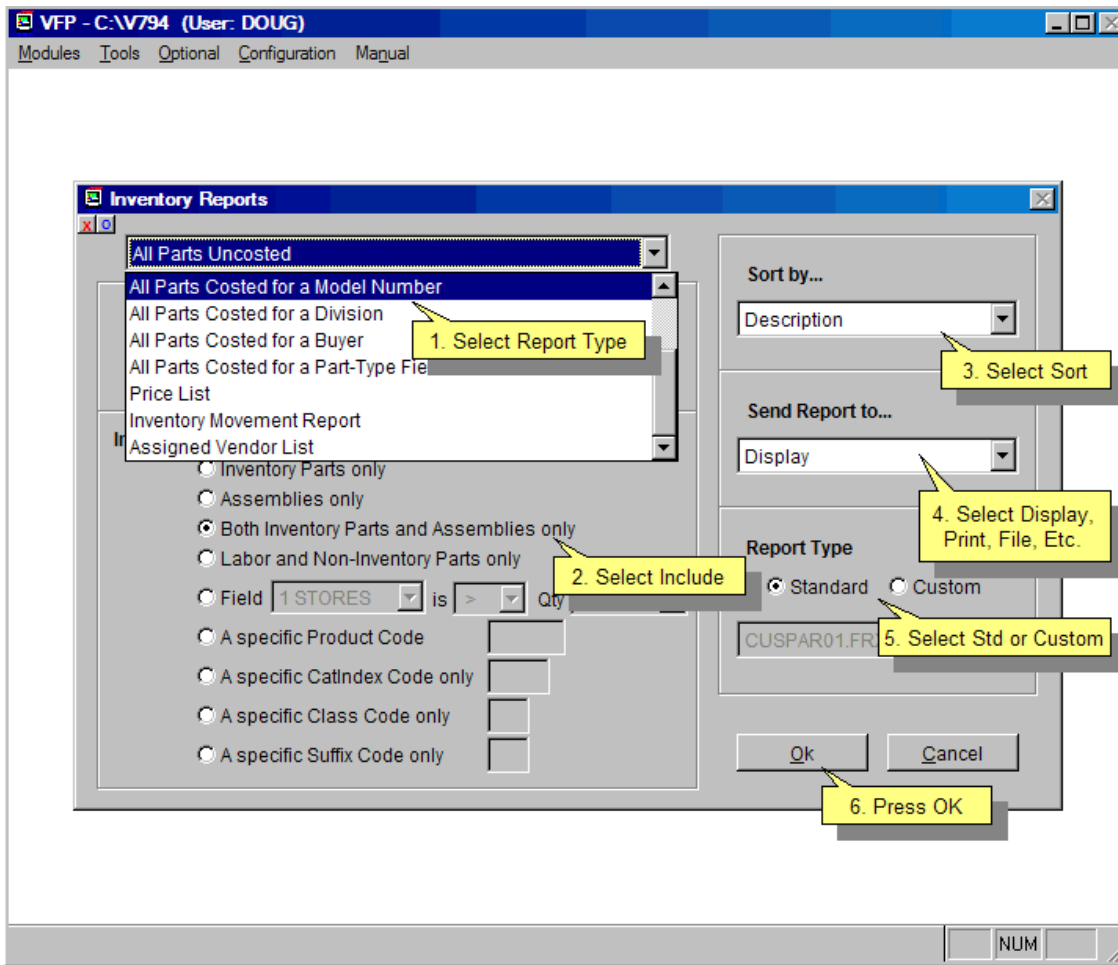 VFP - C:\V794 (User: DOUG)
Modules Tools Optional Configuration Manual
Inventory Reports
X O
All Parts Uncosted
All Parts Costed for a Model Number
All Parts Costed for a Division
All Parts Costed for a Buyer
All Parts Costed for a Part-Type
Price List
Inventory Movement Report
Assigned Vendor List
1. Select Report Type
Inventory Parts only
Assemblies only
Both Inventory Parts and Assemblies only
Labor and Non-Inventory Parts only
2. Select Include
Field 1 STORES is > Qty
A specific Product Code
A specific CatIndex Code only
A specific Class Code only
A specific Suffix Code only
Sort by...
Description
3. Select Sort
Send Report to...
Display
4. Select Display,
Print, File, Etc.
Report Type
Standard Custom
5. Select Std or Custom
Ok Cancel
6. Press OK
NUM